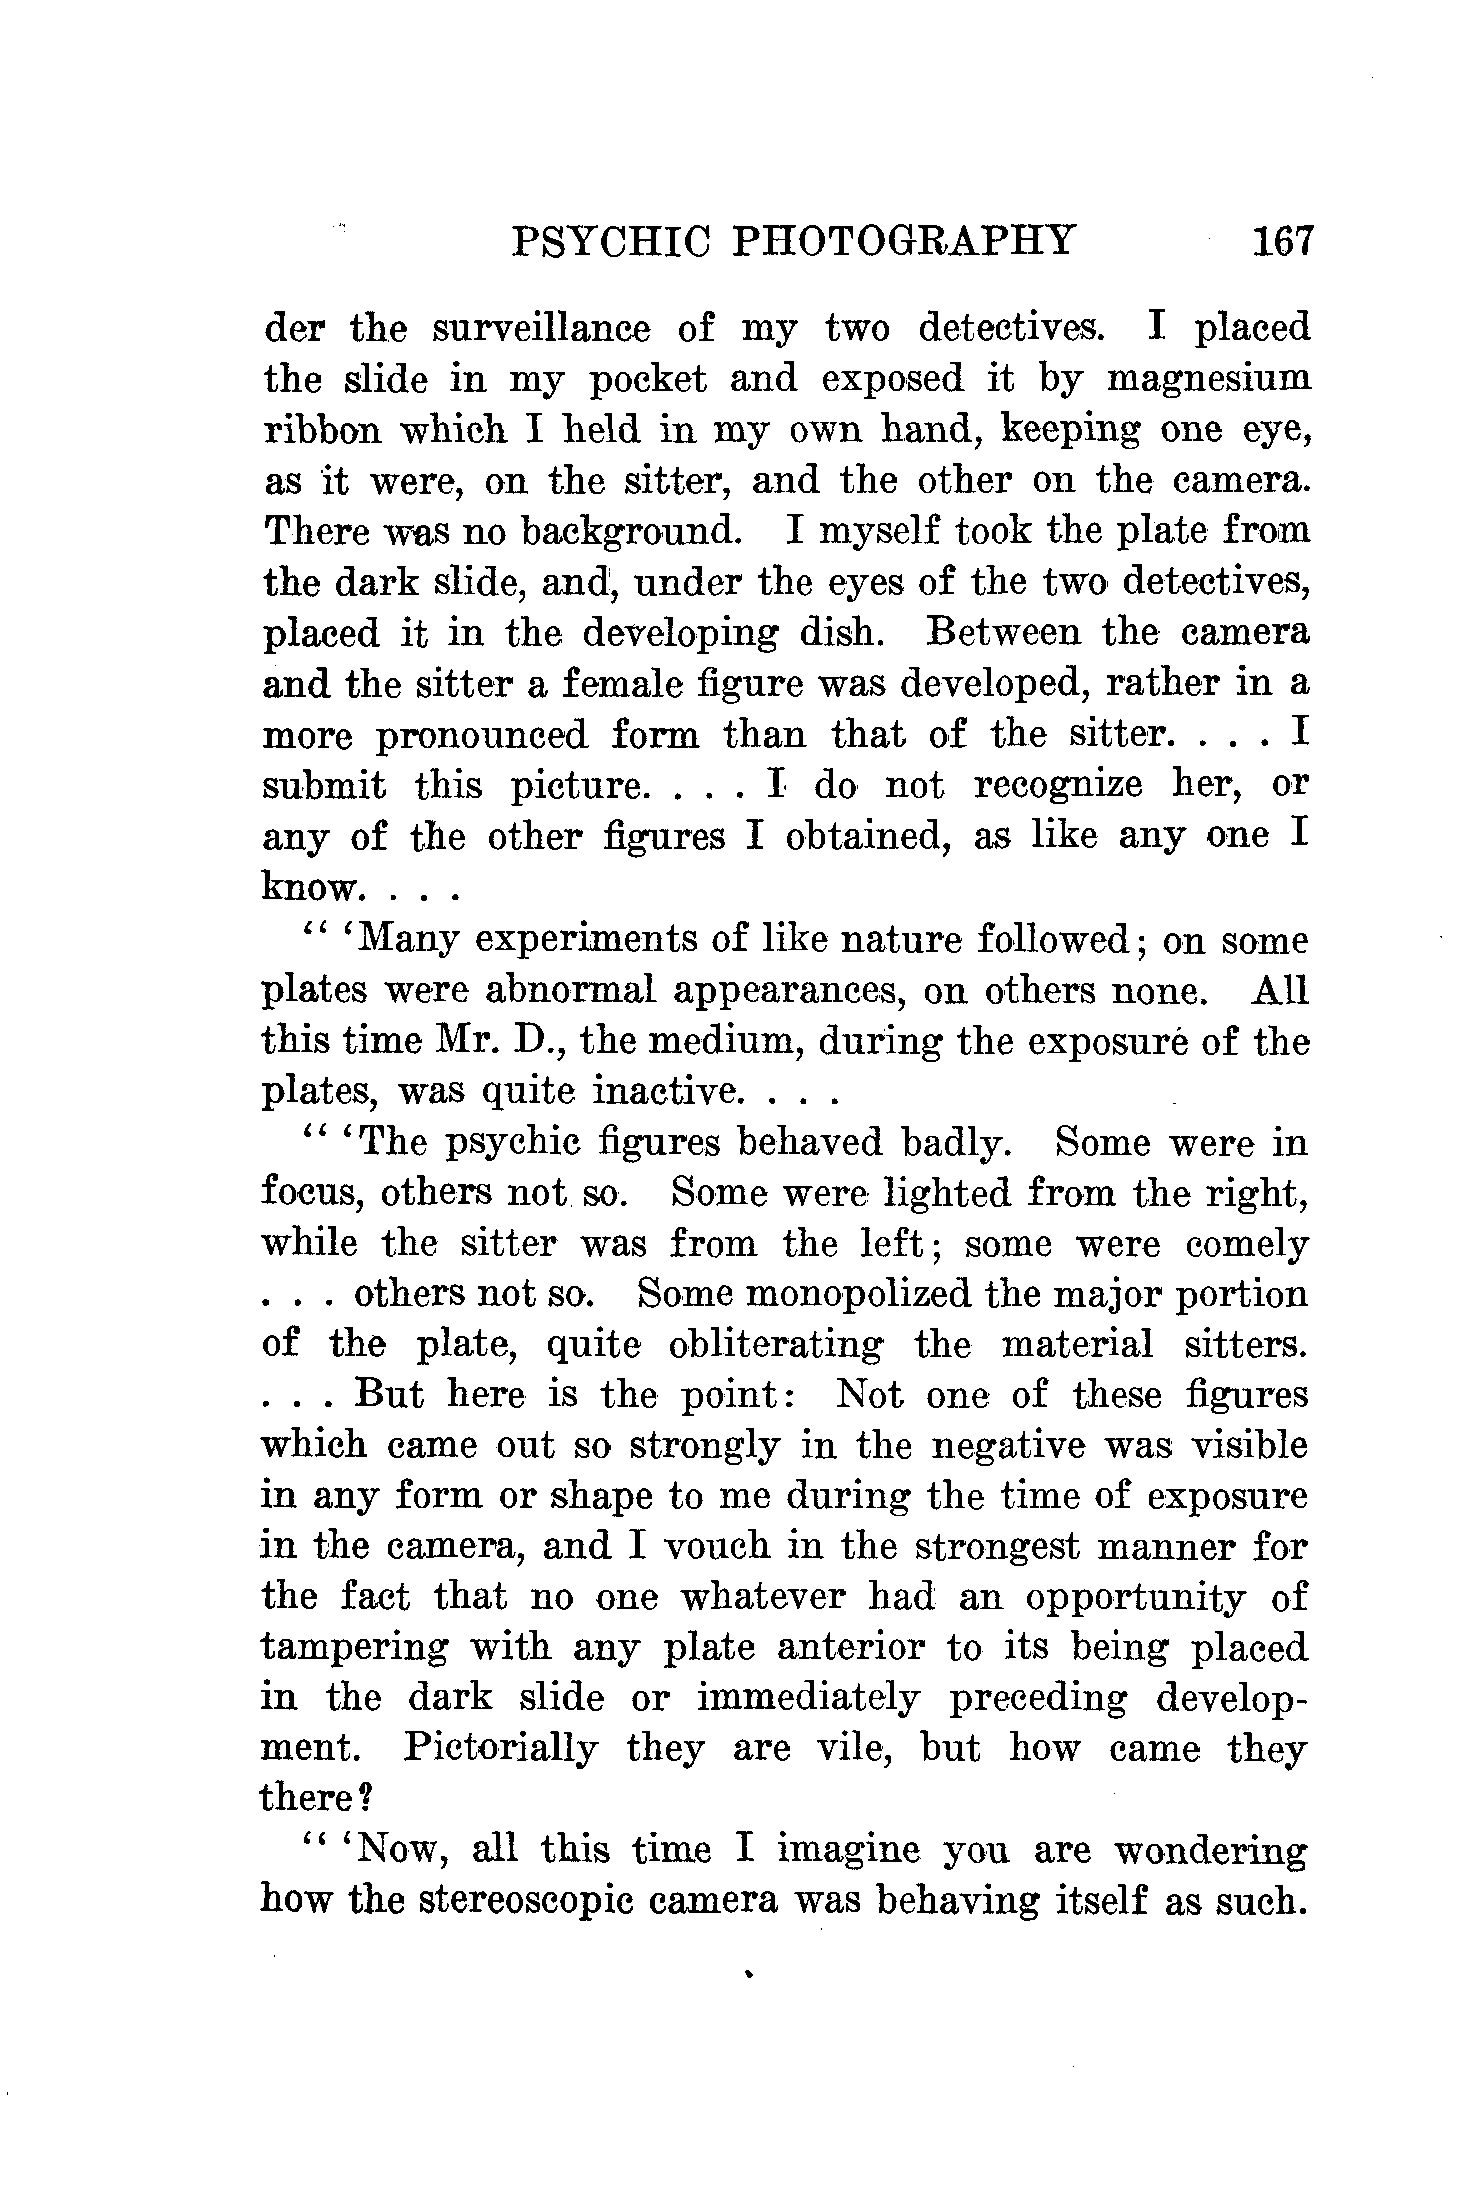 PSYCHIC PHOTOGRAPHY 167
der the surveillance of my two detectives. I placed
the slide in my pocket and exposed it by magnesium
ribbon which I held in my own hand, keeping one eye,
as it were, on the sitter, and the other on the camera.
There was no background. I myself took the plate from
the dark slide, and, under the eyes of the two detectives,
placed it in the developing dish. Between the camera
and the sitter a female figure was developed, rather in a
more pronounced form than that of the sitter. . . . I
submit this picture. . . . I do not recognize her, or
any of the other figures I obtained, as like any one I
know. . . .
“ ‘Many experiments of like nature followed; on some
plates were abnormal appearances, on others none. All
this time Mr. D., the medium, during the exposure of the
plates, was quite inactive. . . .
“ ‘The psychic figures behaved badly. Some were in
focus, others not so. Some were lighted from the right,
while the sitter was from the left; some were comely
. . . others not so. Some monopolized the major portion
of the plate, quite obliterating the material sitters.
. . . But here is the point: Not one of these figures
which came out so strongly in the negative was visible
in any form or shape to me during the time of exposure
in the camera, and I vouch in the strongest manner for
the fact that no one whatever had an opportunity of
tampering with any plate anterior to its being placed
in the dark slide or immediately preceding develop-
ment. Pictorially they are vile, but how came they
there?
“ ‘Now, all this time I imagine you are wondering
how the stereoscopic camera was behaving itself as such.